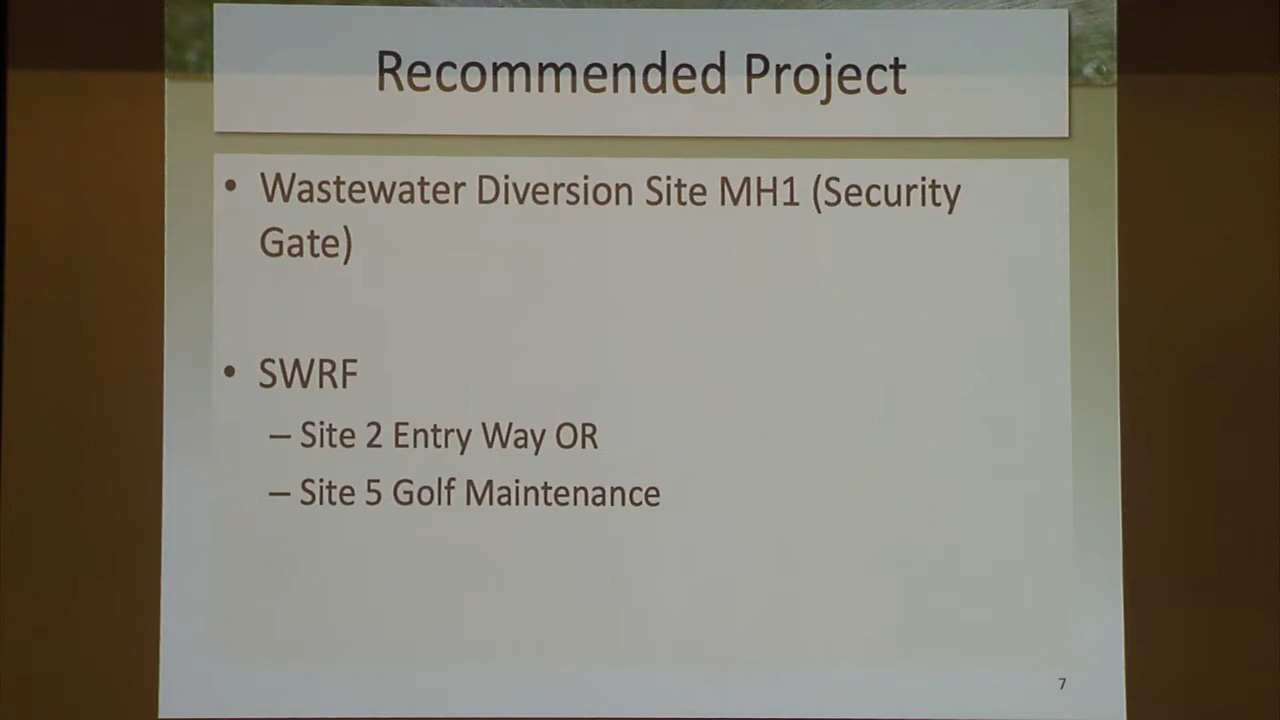 Recommended Project
• Wastewater Diversion Site MH1 (Security
Gate)
• SWRF
– Site 2 Entry Way OR
– Site 5 Golf Maintenance
7